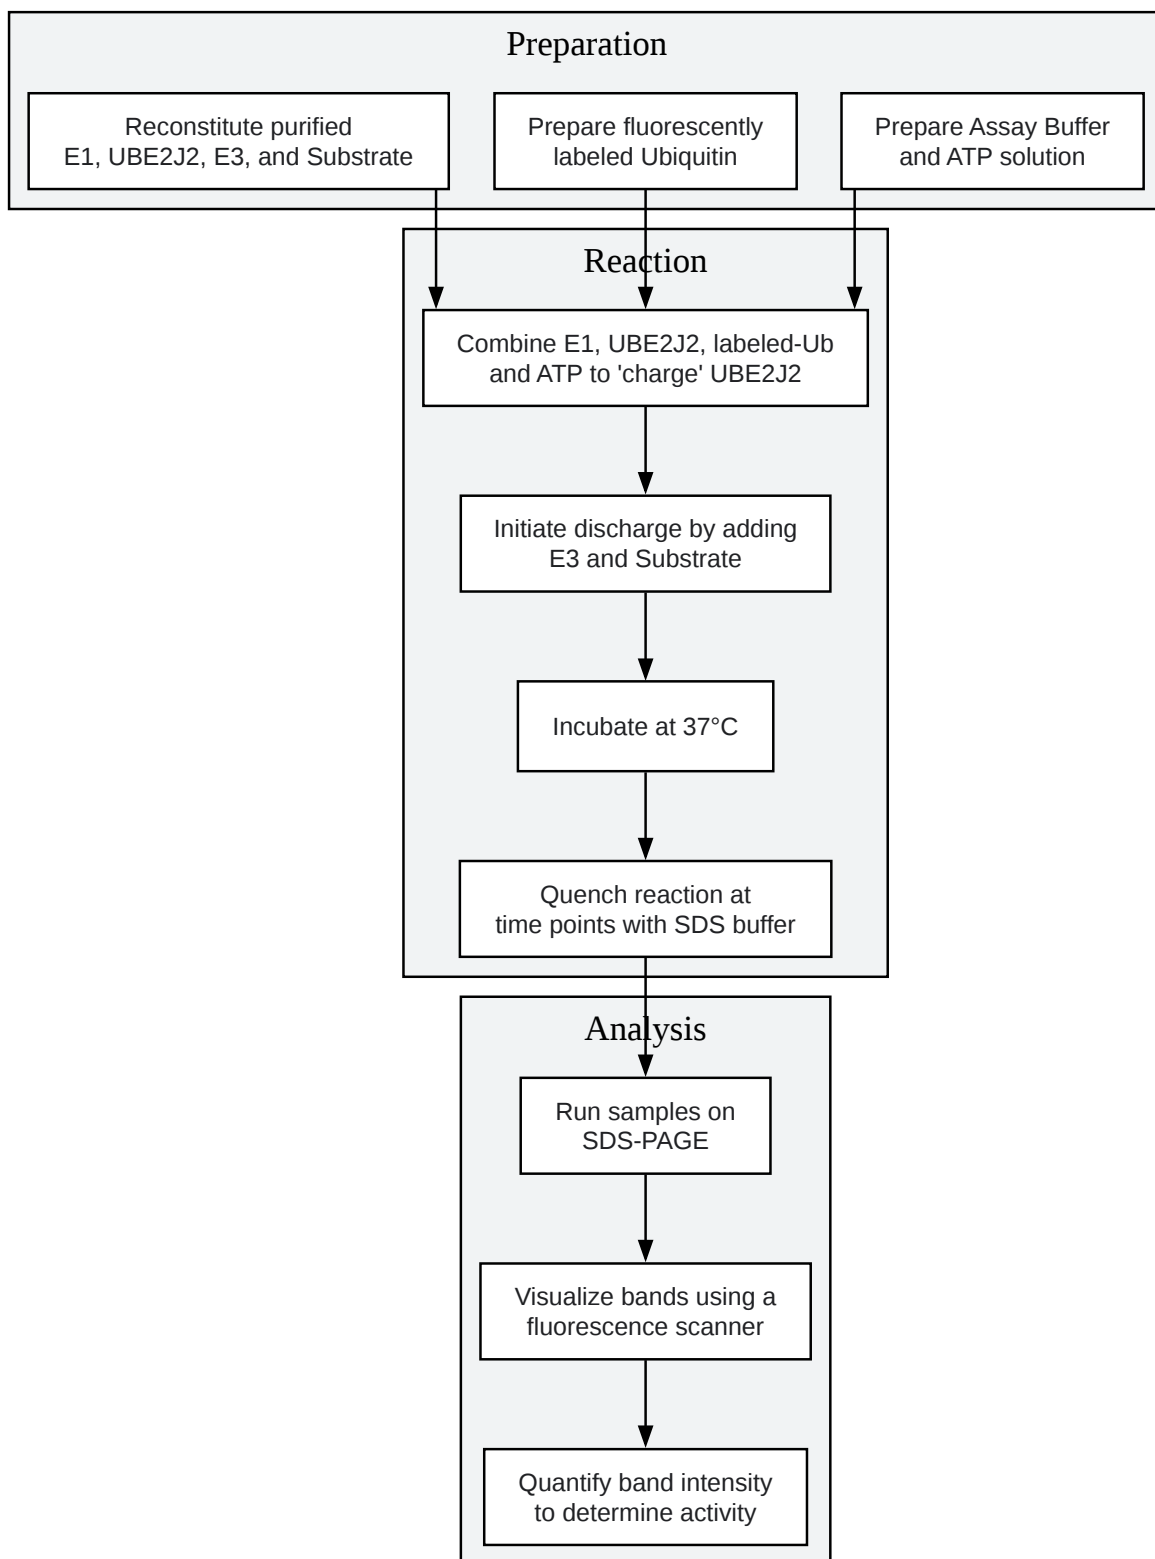 Preparation
Reconstitute purified
E1, UBE2J2, E3, and Substrate
Prepare fluorescently
labeled Ubiquitin
Prepare Assay Buffer
and ATP solution
Reaction
Combine E1, UBE2J2, labeled-Ub
and ATP to 'charge' UBE2J2
Initiate discharge by adding
E3 and Substrate
Incubate at 37°C
Quench reaction at
time points with SDS buffer
Analysis
Run samples on
SDS-PAGE
Visualize bands using a
fluorescence scanner
Quantify band intensity
to determine activity